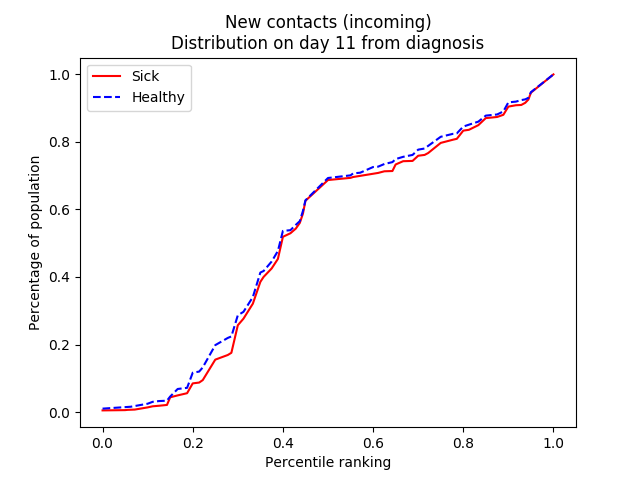 New contacts (incoming)
Distribution on day 11 from diagnosis
Sick
Healthy
Percentage of population
1.0
0.8
0.6
0.4
0.2
0.0
0.0 0.2 0.4 0.6 0.8 1.0
Percentile ranking